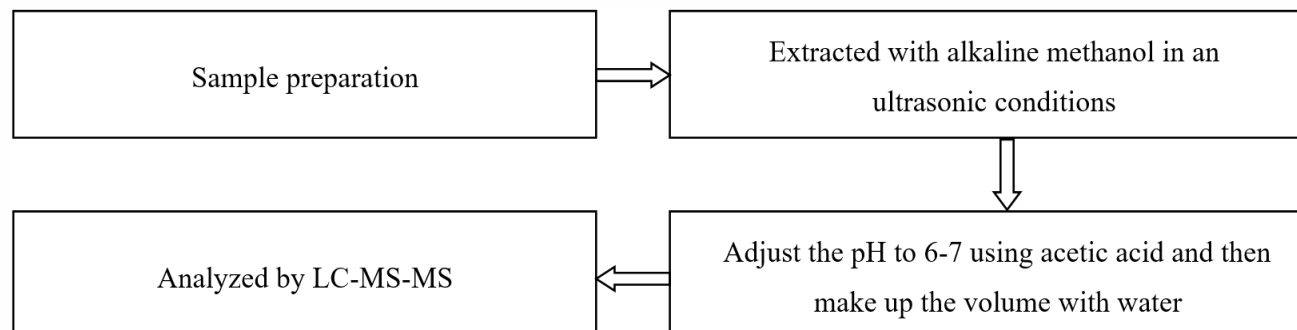 Sample preparation
Extracted with alkaline methanol in an
ultrasonic conditions
Adjust the pH to 6-7 using acetic acid and then
make up the volume with water
Analyzed by LC-MS-MS